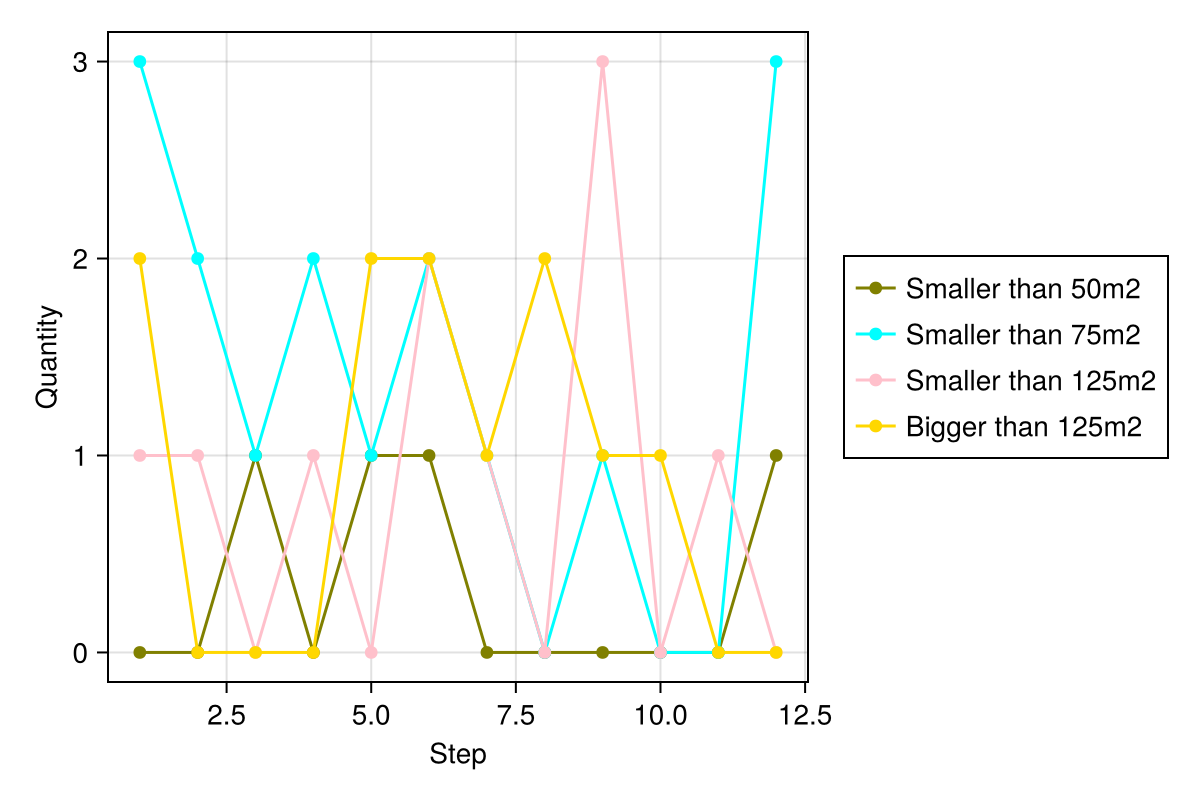 3
2
1
0
Quantity
2.5 5.0 7.5 10.0 12.5
Step
Smaller than 50m2
Smaller than 75m2
Smaller than 125m2
Bigger than 125m2